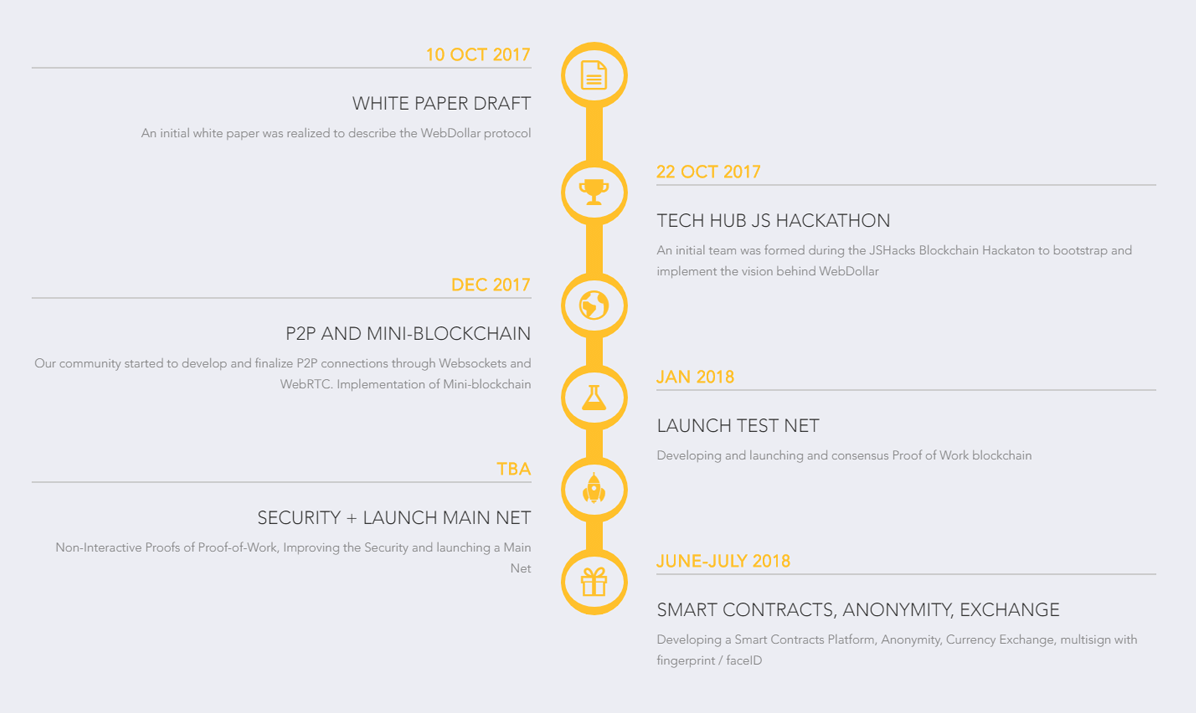 10 OCT 2017
WHITE PAPER DRAFT
An initial white paper was realized to describe the WebDollar protocol
22 OCT 2017
TECH HUB JS HACKATHON
An initial team was formed during the JSHacks Blockchain Hackaton to bootstrap and
implement the vision behind WebDollar
DEC 2017
P2P AND MINI-BLOCKCHAIN
Our community started to develop and finalize P2P connections through Websockets and
WebRTC. Implementation of Mini-blockchain
JAN 2018
LAUNCH TEST NET
Developing and launching and consensus Proof of Work blockchain
TBA
SECURITY + LAUNCH MAIN NET
Non-Interactive Proofs of Proof-of-Work, Improving the Security and launching a Main
Net
JUNE-JULY 2018
SMART CONTRACTS, ANONYMITY, EXCHANGE
Developing a Smart Contracts Platform, Anonymity, Currency Exchange, multisign with
fingerprint / faceID